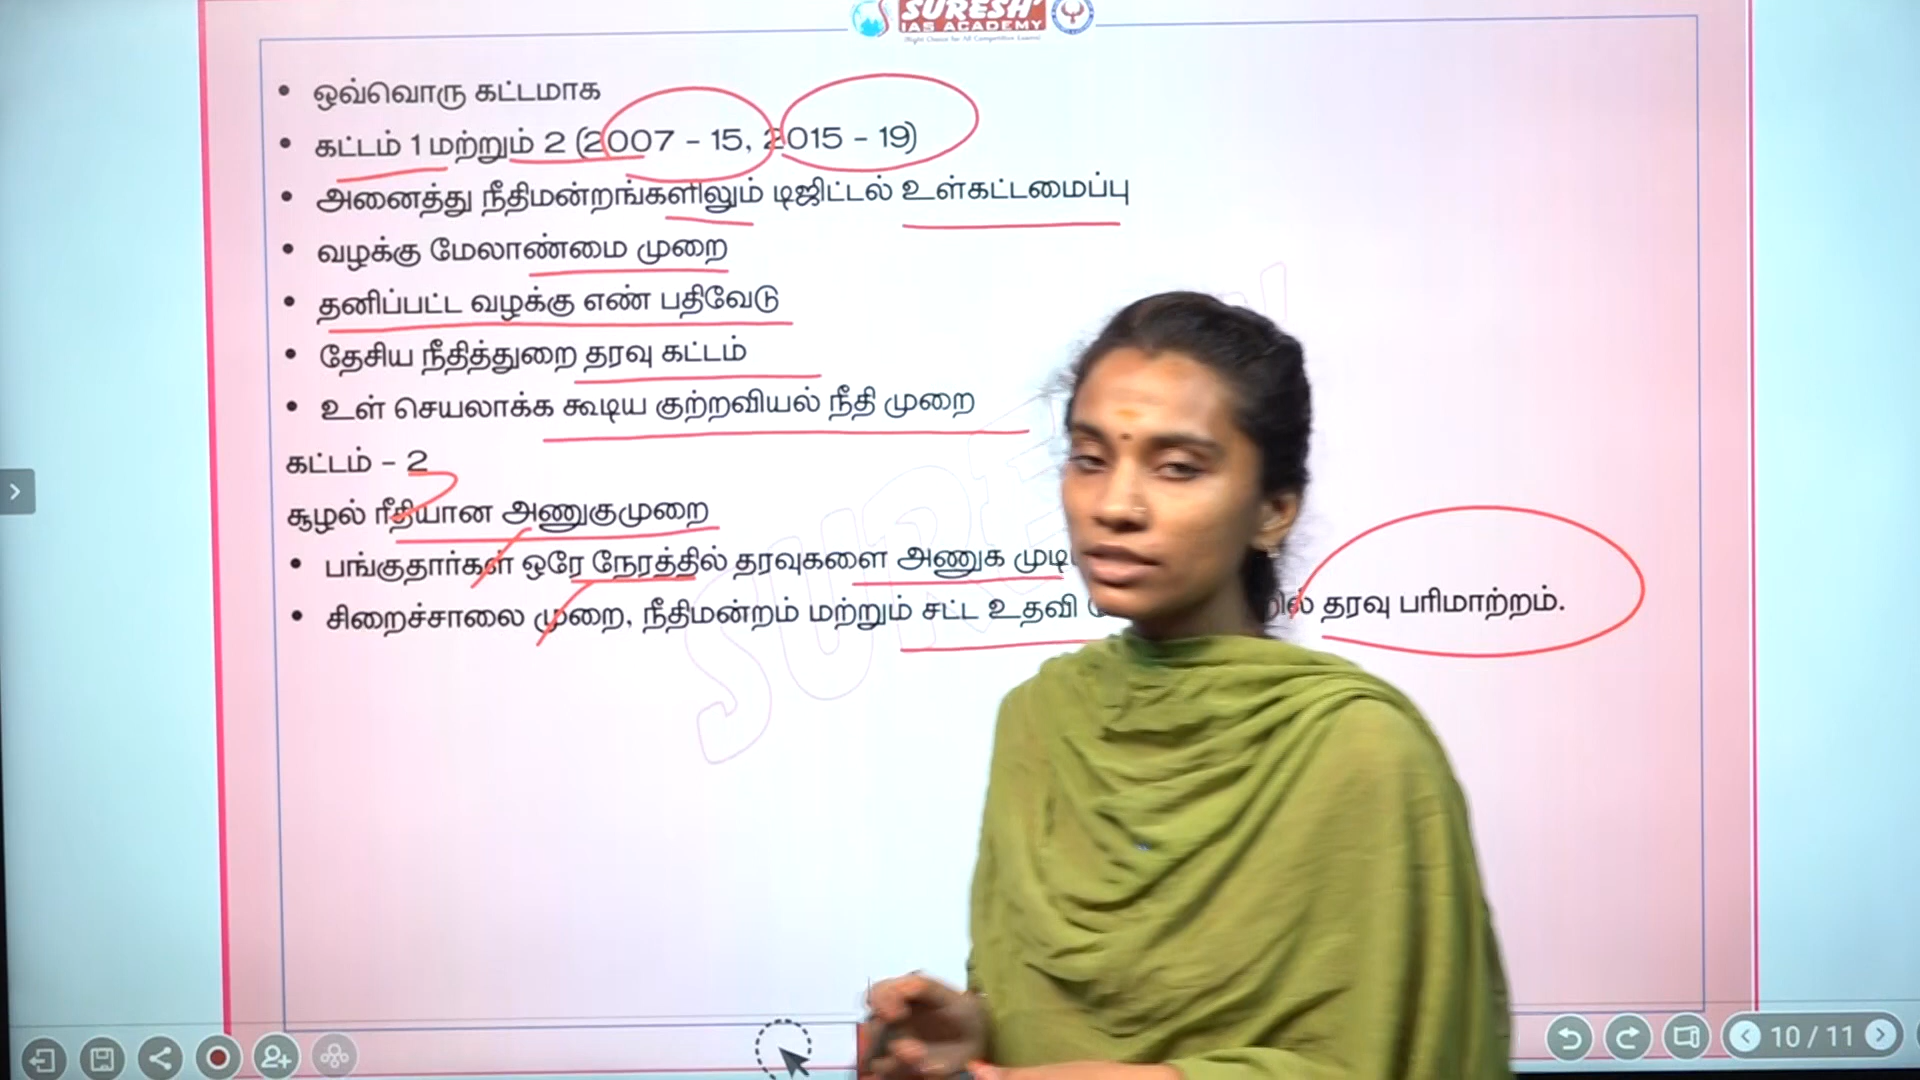 SURESH'
IAS ACADEMY
• ஒவ்வொரு கட்டமாக
• கட்டம் 1 மற்றும் 2 (2007 – 15, 2015 – 19)
• அனைத்து நீதிமன்றங்களிலும் டிஜிட்டல் உள்கட்டமைப்பு
• வழக்கு மேலாண்மை முறை
• தனிப்பட்ட வழக்கு எண் பதிவேடு
• தேசிய நீதித்துறை தரவு கட்டம்
• உள் செயலாக்க கூடிய குற்றவியல் நீதி முறை
கட்டம் – 2
சூழல் ரீதியான அணுகுமுறை
• பங்குதார்கள் ஒரே நேரத்தில் தரவுகளை அணுக
• சிறைச்சாலை முறை, நீதிமன்றம் மற்றும் சட்ட உதவி தரவு பரிமாற்றம்.
10 / 11